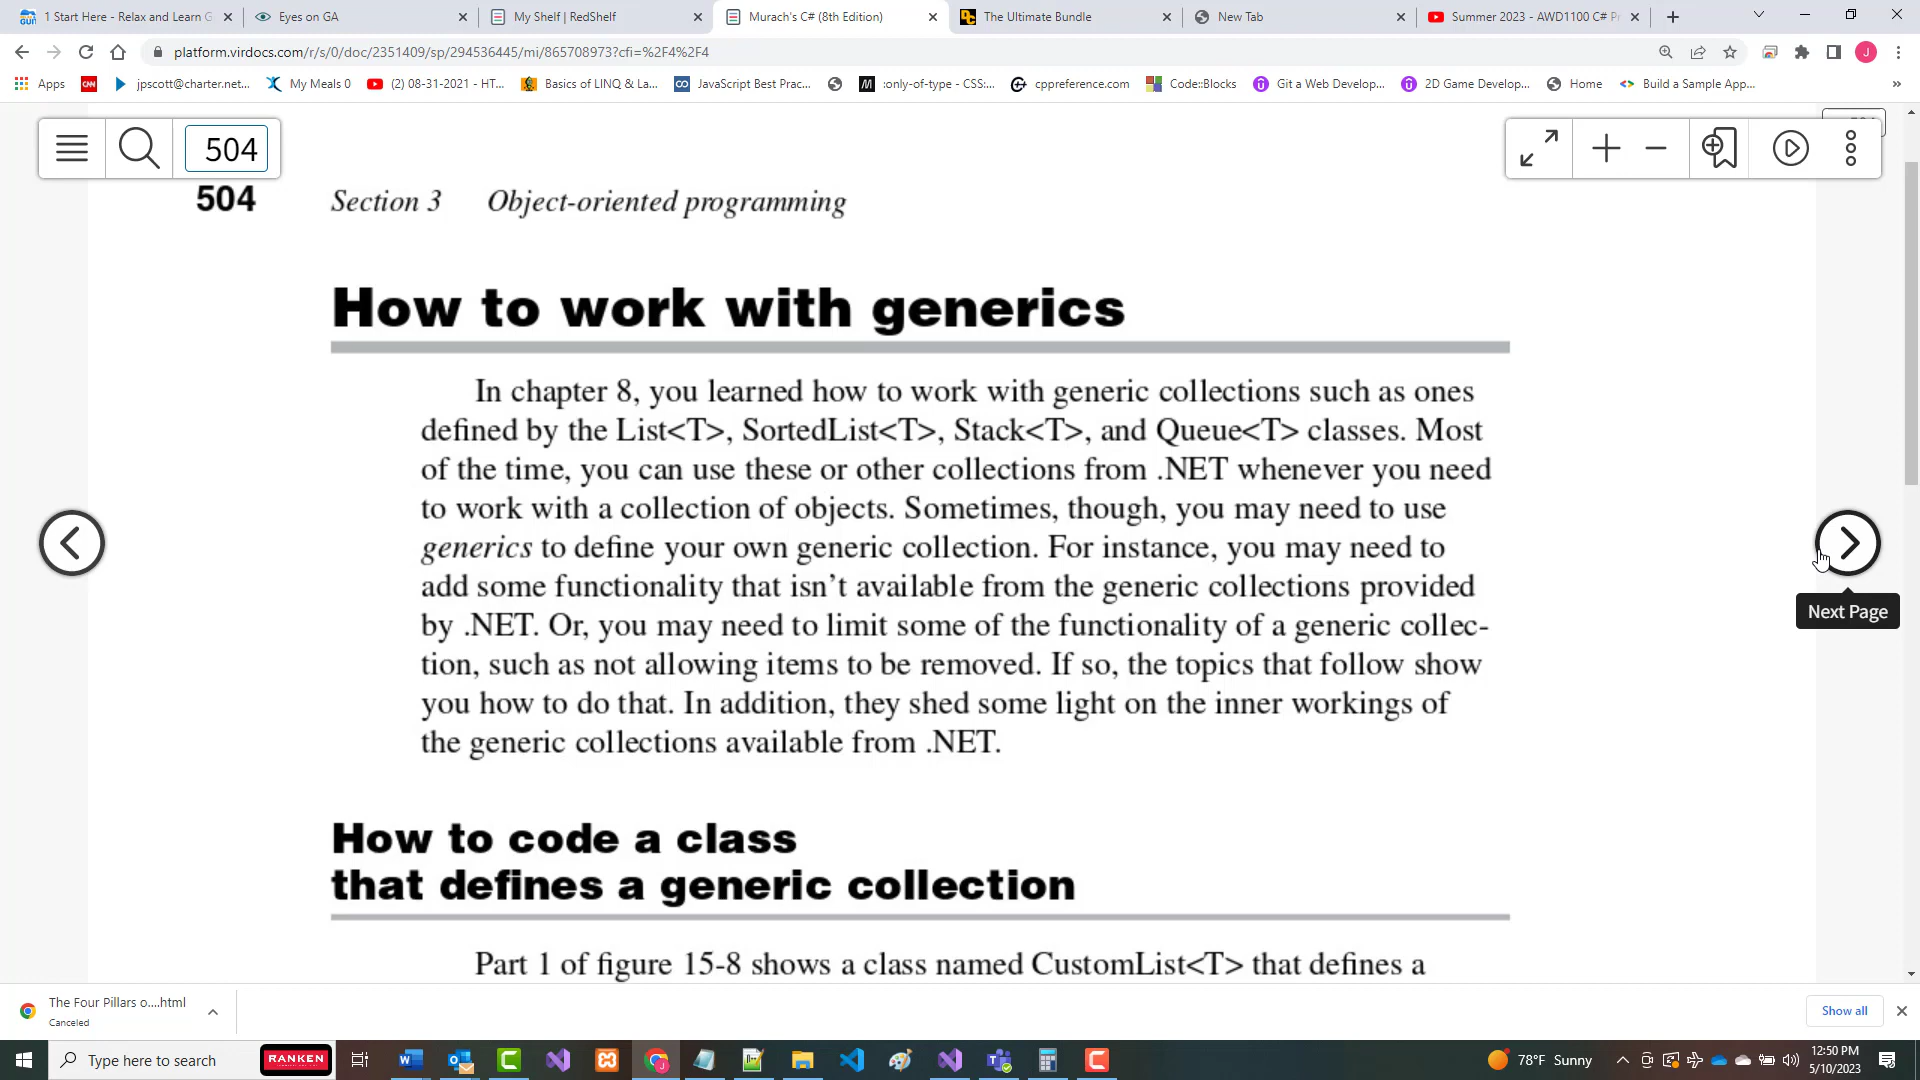 1 Start Here - Relax and Learn G
Eyes on GA
My Shelf | RedShelf
Murach's C# (8th Edition)
The Ultimate Bundle
New Tab
Summer 2023 - AWD1100 C# P
platform.virdocs.com/r/s/0/doc/2351409/sp/294536445/mi/865708973?cfi=%2F4%2F4
J
Apps
CNN
jpscott@charter.net...
My Meals 0
(2) 08-31-2021 - HT...
Basics of LINQ & La...
JavaScript Best Prac...
:only-of-type - CSS:...
cppreference.com
Code::Blocks
Git a Web Develop...
2D Game Develop...
Home
Build a Sample App...
»
504
504 Section 3 Object-oriented programming
How to work with generics
In chapter 8, you learned how to work with generic collections such as ones
defined by the List<T>, SortedList<T>, Stack<T>, and Queue<T> classes. Most
of the time, you can use these or other collections from .NET whenever you need
to work with a collection of objects. Sometimes, though, you may need to use
generics to define your own generic collection. For instance, you may need to
add some functionality that isn't available from the generic collections provided
by .NET. Or, you may need to limit some of the functionality of a generic collec-
tion, such as not allowing items to be removed. If so, the topics that follow show
you how to do that. In addition, they shed some light on the inner workings of
the generic collections available from .NET.
Next Page
How to code a class
that defines a generic collection
Part 1 of figure 15-8 shows a class named CustomList<T> that defines a
The Four Pillars o....html
Canceled
Show all
Type here to search
RANKEN
78°F Sunny
12:50 PM
5/10/2023